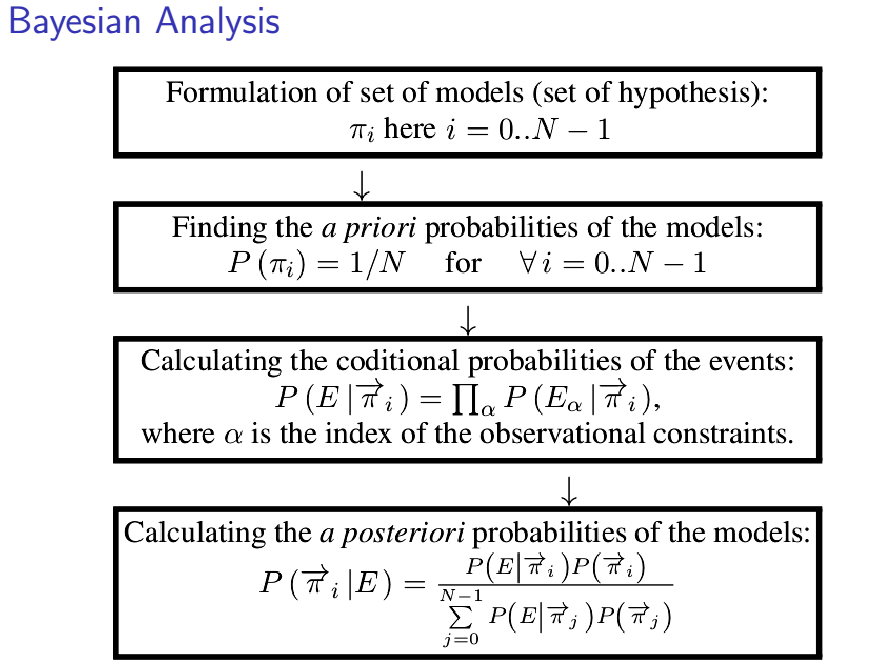 Bayesian Analysis
Formulation of set of models (set of hypothesis):
π_i here i = 0..N − 1
↓
Finding the a priori probabilities of the models:
P (π_i) = 1/N for ∀ i = 0..N − 1
↓
Calculating the coditional probabilities of the events:
P (E |π⃗_i ) = ∏_α P (E_α |π⃗_i ),
where α is the index of the observational constraints.
↓
Calculating the a posteriori probabilities of the models:
P (π⃗_i |E) = P(E|π⃗_i)P(π⃗_i) / ∑_{j=0}^{N−1} P(E|π⃗_j)P(π⃗_j)